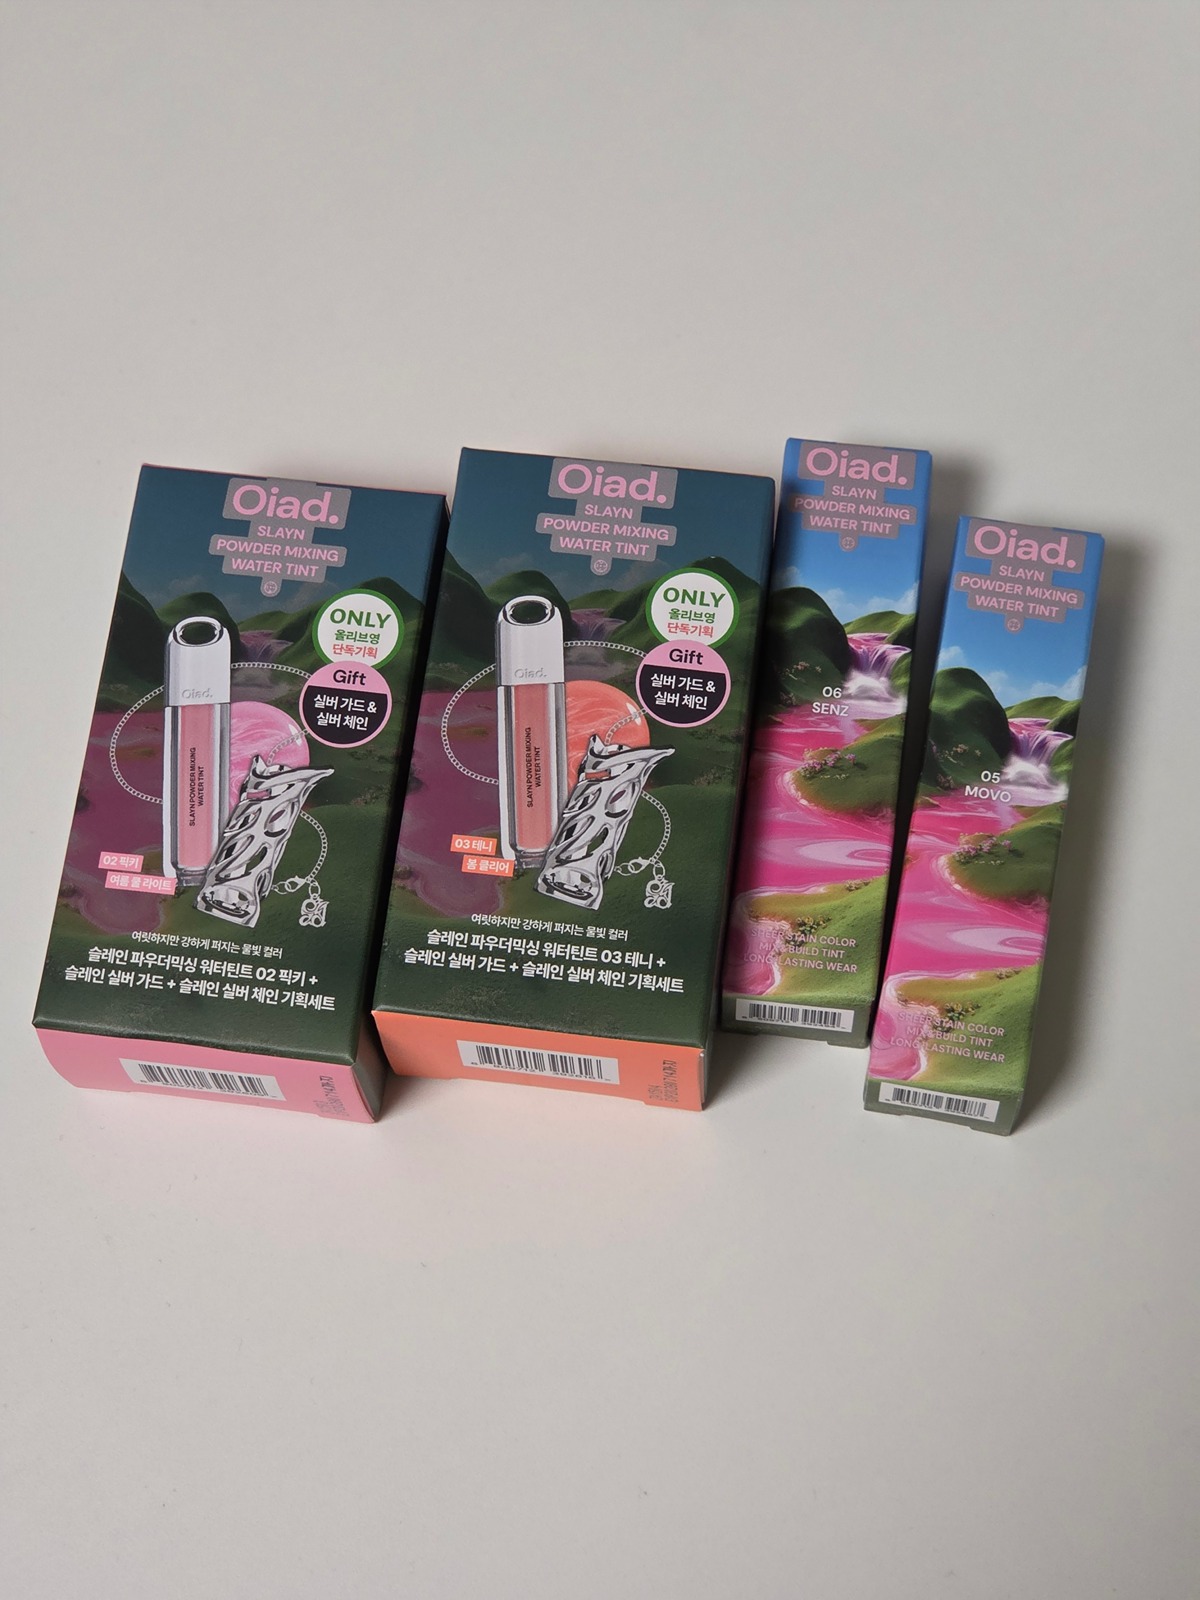 Oiad.
SLAYN
POWDER MIXING
WATER TINT
ONLY
올리브영
단독기획
Gift
실버 가드 &
실버 체인
Oiad.
SLAYN POWDER MIXING
WATER TINT
02 픽키
여름 쿨 라이트
여릿하지만 강하게 퍼지는 물빛 컬러
슬레인 파우더믹싱 워터틴트 02 픽키 +
슬레인 실버 가드 + 슬레인 실버 체인 기획세트
Oiad.
SLAYN
POWDER MIXING
WATER TINT
ONLY
올리브영
단독기획
Gift
실버 가드 &
실버 체인
Oiad.
SLAYN POWDER MIXING
WATER TINT
03 테니
봄 클리어
여릿하지만 강하게 퍼지는 물빛 컬러
슬레인 파우더믹싱 워터틴트 03 테니 +
슬레인 실버 가드 + 슬레인 실버 체인 기획세트
Oiad.
SLAYN
POWDER MIXING
WATER TINT
06
SENZ
SHEER STAIN COLOR
MIX&BUILD TINT
LONG-LASTING WEAR
Oiad.
SLAYN
POWDER MIXING
WATER TINT
05
MOVO
SHEER STAIN COLOR
MIX&BUILD TINT
LONG-LASTING WEAR